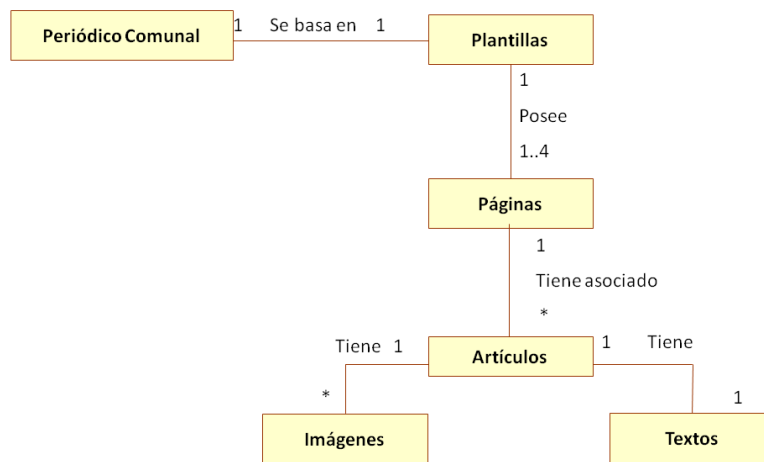 Periódico Comunal
1 Se basa en 1
Plantillas
1
Posee
1..4
Páginas
1
Tiene asociado
*
Tiene 1
Artículos
1 Tiene
*
1
Imágenes
Textos